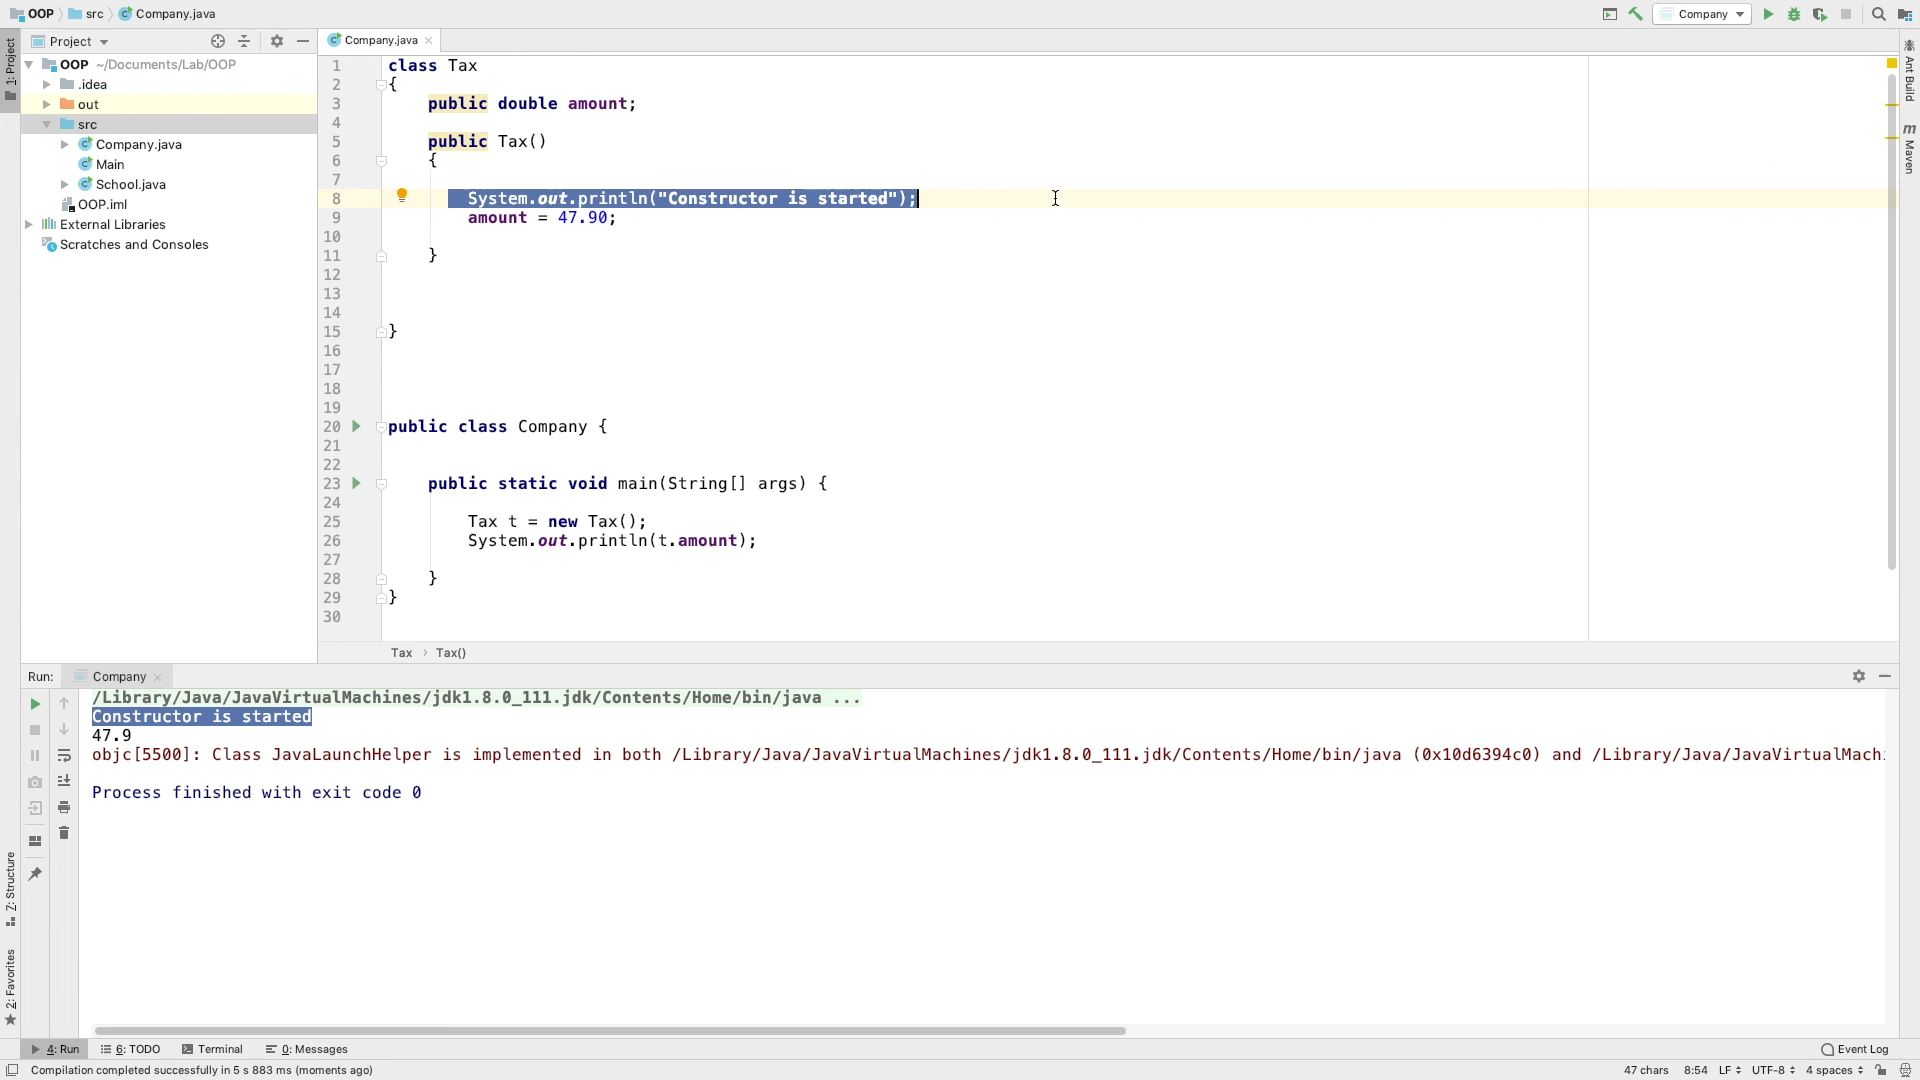 OOP src Company.java Company
Project Company.java
1: Project
OOP ~/Documents/Lab/OOP
.idea
out
src
Company.java
Main
School.java
OOP.iml
External Libraries
Scratches and Consoles
1 class Tax
2 {
3 public double amount;
4
5 public Tax()
6 {
7
8 System.out.println("Constructor is started");
9 amount = 47.90;
10
11 }
12
13
14
15 }
16
17
18
19
20 public class Company {
21
22
23 public static void main(String[] args) {
24
25 Tax t = new Tax();
26 System.out.println(t.amount);
27
28 }
29 }
30
Tax › Tax()
Ant Build
m Maven
Run: Company
/Library/Java/JavaVirtualMachines/jdk1.8.0_111.jdk/Contents/Home/bin/java ...
Constructor is started
47.9
objc[5500]: Class JavaLaunchHelper is implemented in both /Library/Java/JavaVirtualMachines/jdk1.8.0_111.jdk/Contents/Home/bin/java (0x10d6394c0) and /Library/Java/JavaVirtualMachi
Process finished with exit code 0
Z: Structure
2: Favorites
4: Run 6: TODO Terminal 0: Messages Event Log
Compilation completed successfully in 5 s 883 ms (moments ago) 47 chars 8:54 LF UTF-8 4 spaces